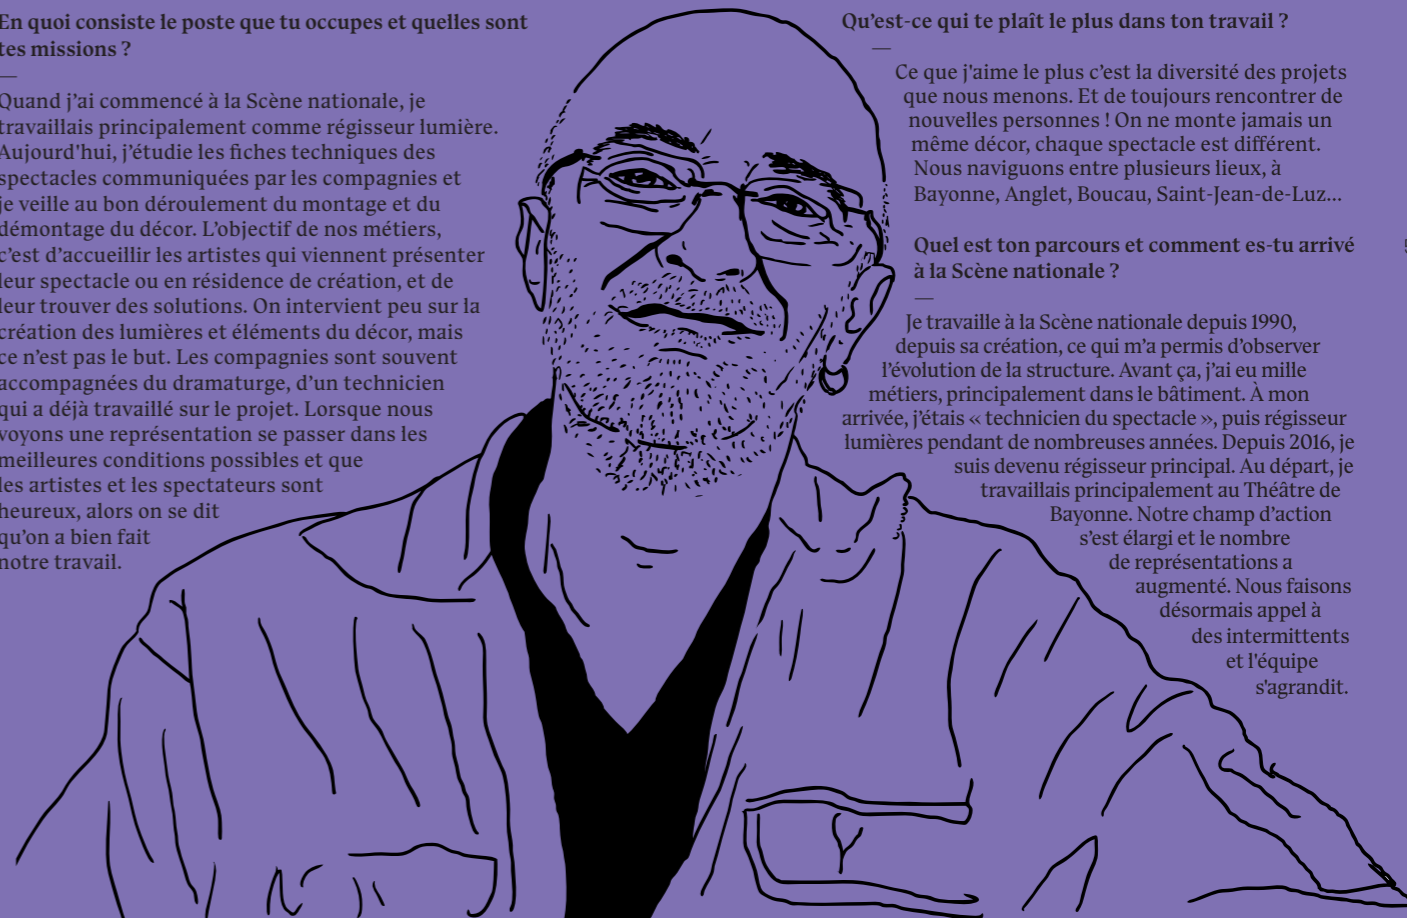 En quoi consiste le poste que tu occupes et quelles sont
tes missions ?
—
Quand j’ai commencé à la Scène nationale, je
travaillais principalement comme régisseur lumière.
Aujourd'hui, j’étudie les fiches techniques des
spectacles communiquées par les compagnies et
je veille au bon déroulement du montage et du
démontage du décor. L’objectif de nos métiers,
c’est d’accueillir les artistes qui viennent présenter
leur spectacle ou en résidence de création, et de
leur trouver des solutions. On intervient peu sur la
création des lumières et éléments du décor, mais
ce n’est pas le but. Les compagnies sont souvent
accompagnées du dramaturge, d’un technicien
qui a déjà travaillé sur le projet. Lorsque nous
voyons une représentation se passer dans les
meilleures conditions possibles et que
les artistes et les spectateurs sont
heureux, alors on se dit
qu’on a bien fait
notre travail.
Qu’est-ce qui te plaît le plus dans ton travail ?
—
Ce que j’aime le plus c’est la diversité des projets
que nous menons. Et de toujours rencontrer de
nouvelles personnes ! On ne monte jamais un
même décor, chaque spectacle est différent.
Nous naviguons entre plusieurs lieux, à
Bayonne, Anglet, Boucau, Saint-Jean-de-Luz...
Quel est ton parcours et comment es-tu arrivé
à la Scène nationale ?
—
Je travaille à la Scène nationale depuis 1990,
depuis sa création, ce qui m’a permis d’observer
l’évolution de la structure. Avant ça, j’ai eu mille
métiers, principalement dans le bâtiment. À mon
arrivée, j’étais « technicien du spectacle », puis régisseur
lumières pendant de nombreuses années. Depuis 2016, je
suis devenu régisseur principal. Au départ, je
travaillais principalement au Théâtre de
Bayonne. Notre champ d’action
s’est élargi et le nombre
de représentations a
augmenté. Nous faisons
désormais appel à
des intermittents
et l'équipe
s'agrandit.